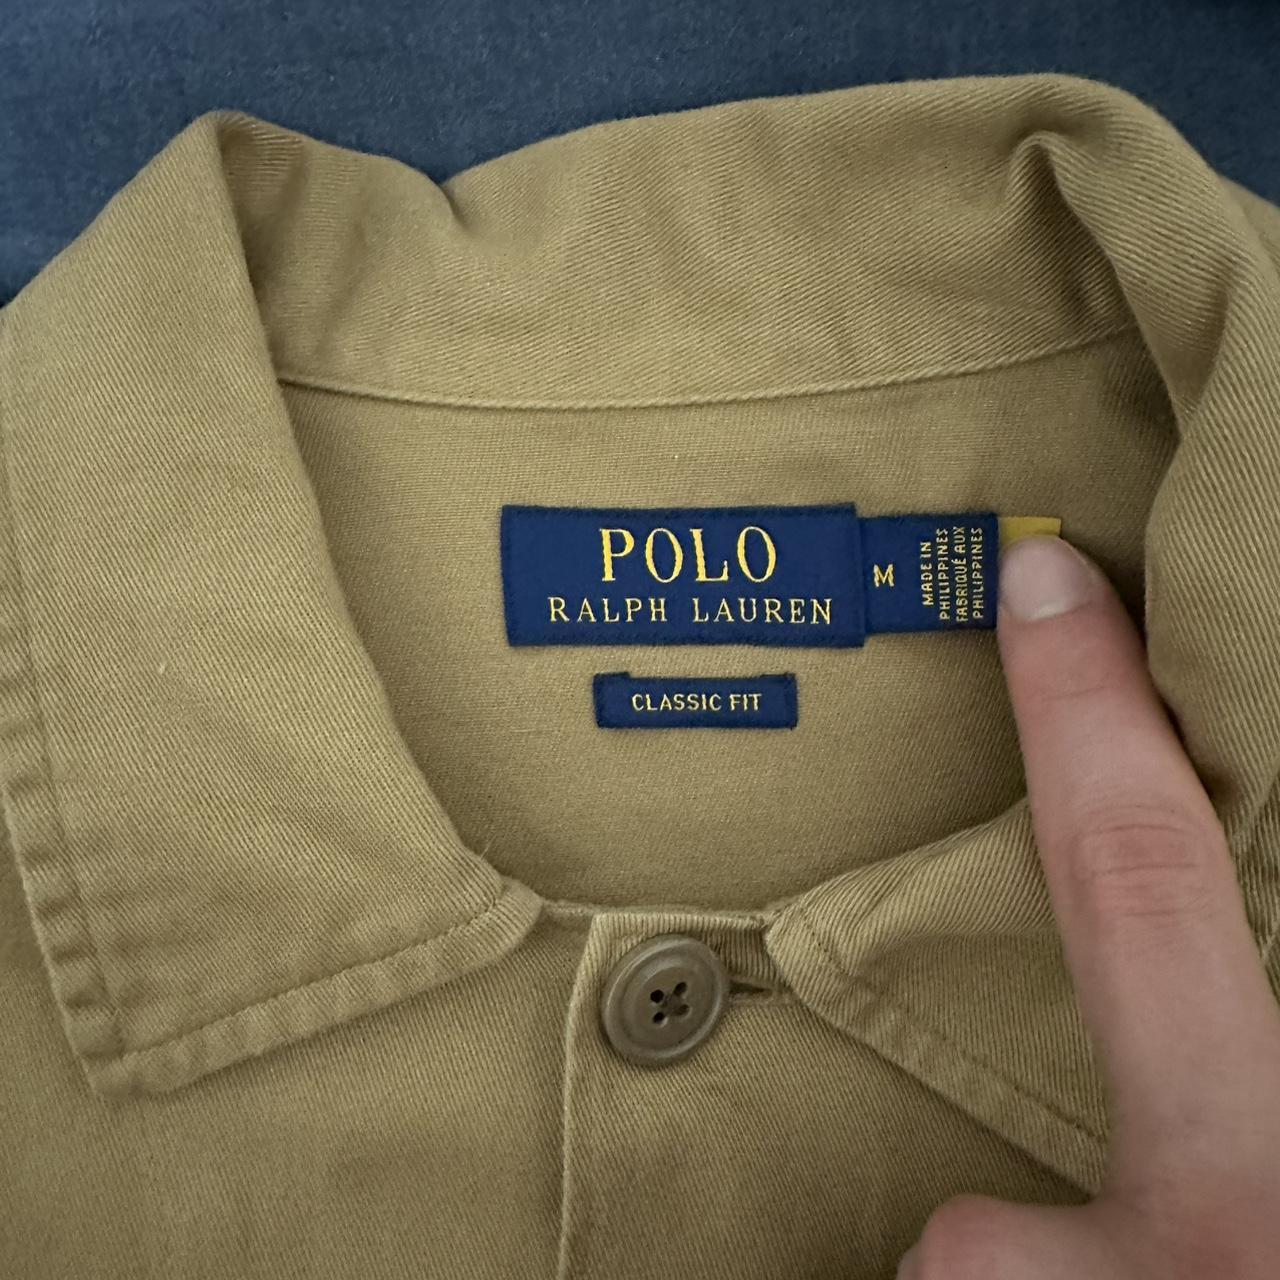 POLO
RALPH LAUREN
M
MADE IN
PHILIPPINES
FABRIQUÉ AUX
PHILIPPINES
CLASSIC FIT